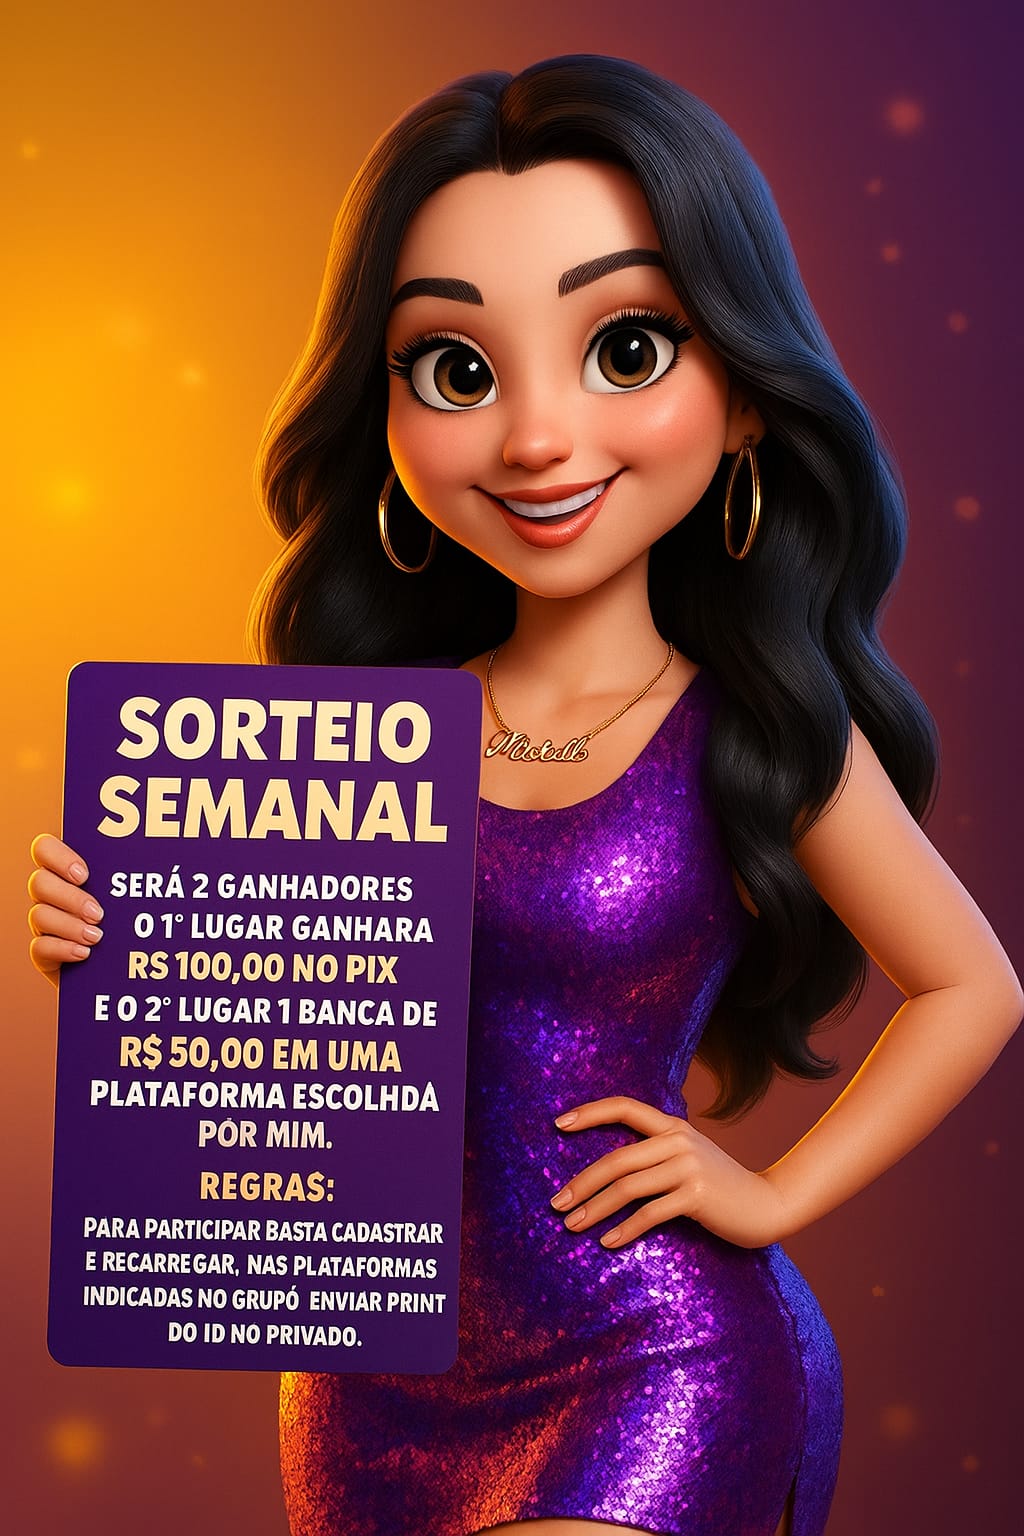 SORTEIO
SEMANAL
SERÁ 2 GANHADORES
O 1° LUGAR GANHARA
RS 100,00 NO PIX
E O 2° LUGAR 1 BANCA DE
R$ 50,00 EM UMA
PLATAFORMA ESCOLHDA
POR MIM.
REGRAS:
PARA PARTICIPAR BASTA CADASTRAR
E RECARREGAR, NAS PLATAFORMAS
INDICADAS NO GRUPÓ ENVIAR PRINT
DO ID NO PRIVADO.